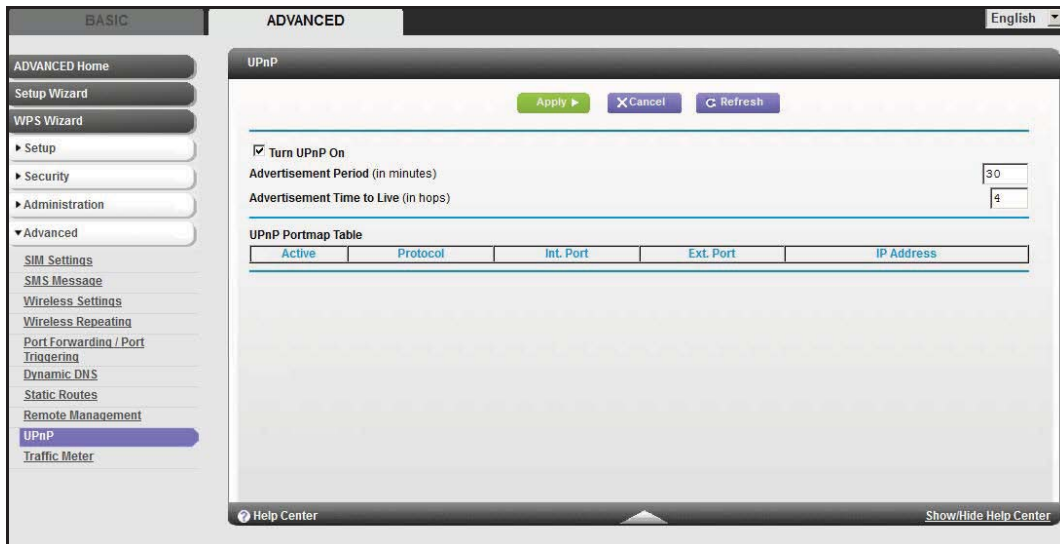 BASIC
ADVANCED
English
ADVANCED Home
Setup Wizard
WPS Wizard
Setup
Security
Administration
Advanced
SIM Settings
SMS Message
Wireless Settings
Wireless Repeating
Port Forwarding / Port
Triggering
Dynamic DNS
Static Routes
Remote Management
UPnP
Traffic Meter
UPnP
Apply
Cancel
Refresh
Turn UPnP On
Advertisement Period (in minutes) 30
Advertisement Time to Live (in hops) 4
UPnP Portmap Table
Active Protocol Int. Port Ext. Port IP Address
Help Center
Show/Hide Help Center